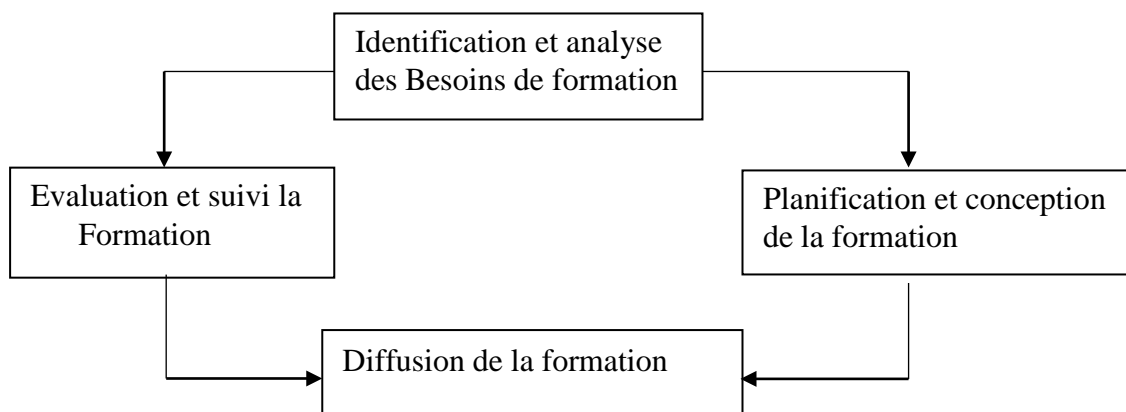 Identification et analyse
des Besoins de formation
Evaluation et suivi la
Formation
Planification et conception
de la formation
Diffusion de la formation